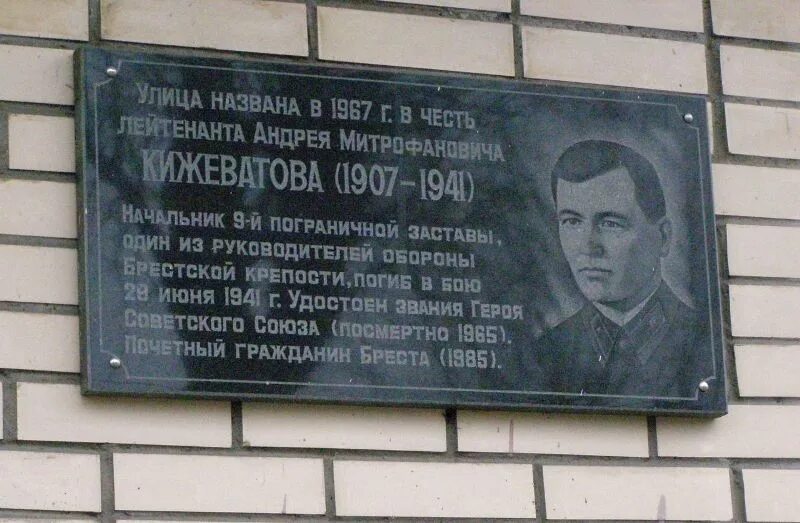 Улица названа в 1967 г. в честь
лейтенанта Андрея Митрофановича
Кижеватова (1907–1941)
Начальник 9-й пограничной заставы,
один из руководителей обороны
Брестской крепости, погиб в бою
28 июня 1941 г. Удостоен звания Героя
Советского Союза (посмертно 1965).
Почетный гражданин Бреста (1985).